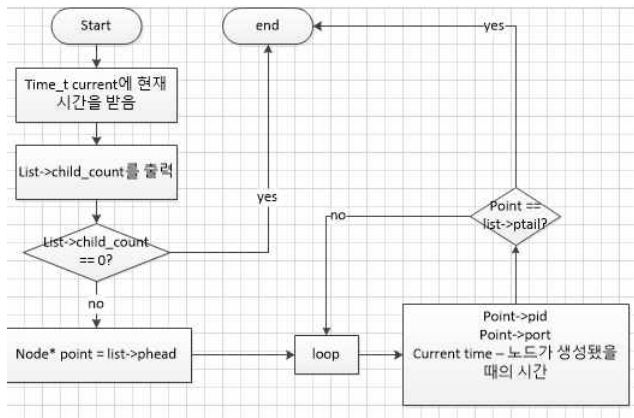 Start
end
yes
Time_t current에 현재
시간을 받음
List->child_count를 출력
yes
List->child_count
== 0?
no
Point ==
list->ptail?
no
Node* point = list->phead
loop
Point->pid
Point->port
Current time – 노드가 생성됐을
때의 시간